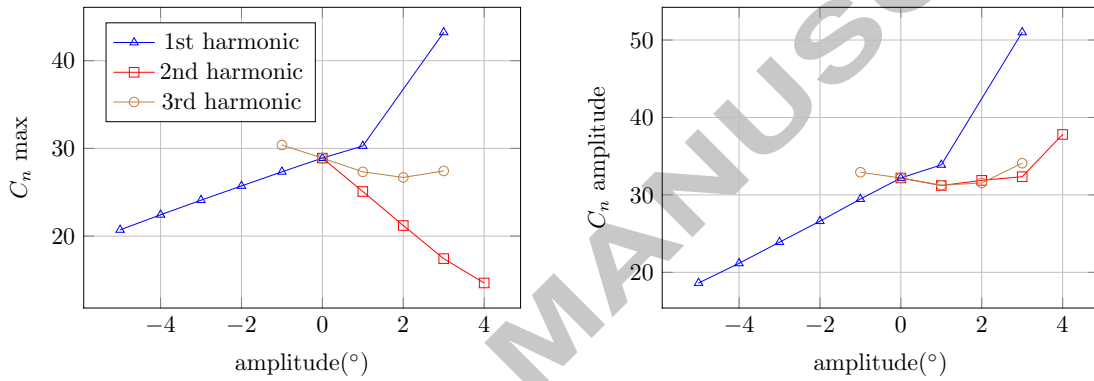 40
30
20
−4 −2 0 2 4
amplitude(°)
C_n max
1st harmonic
2nd harmonic
3rd harmonic
50
40
30
20
−4 −2 0 2 4
amplitude(°)
C_n amplitude